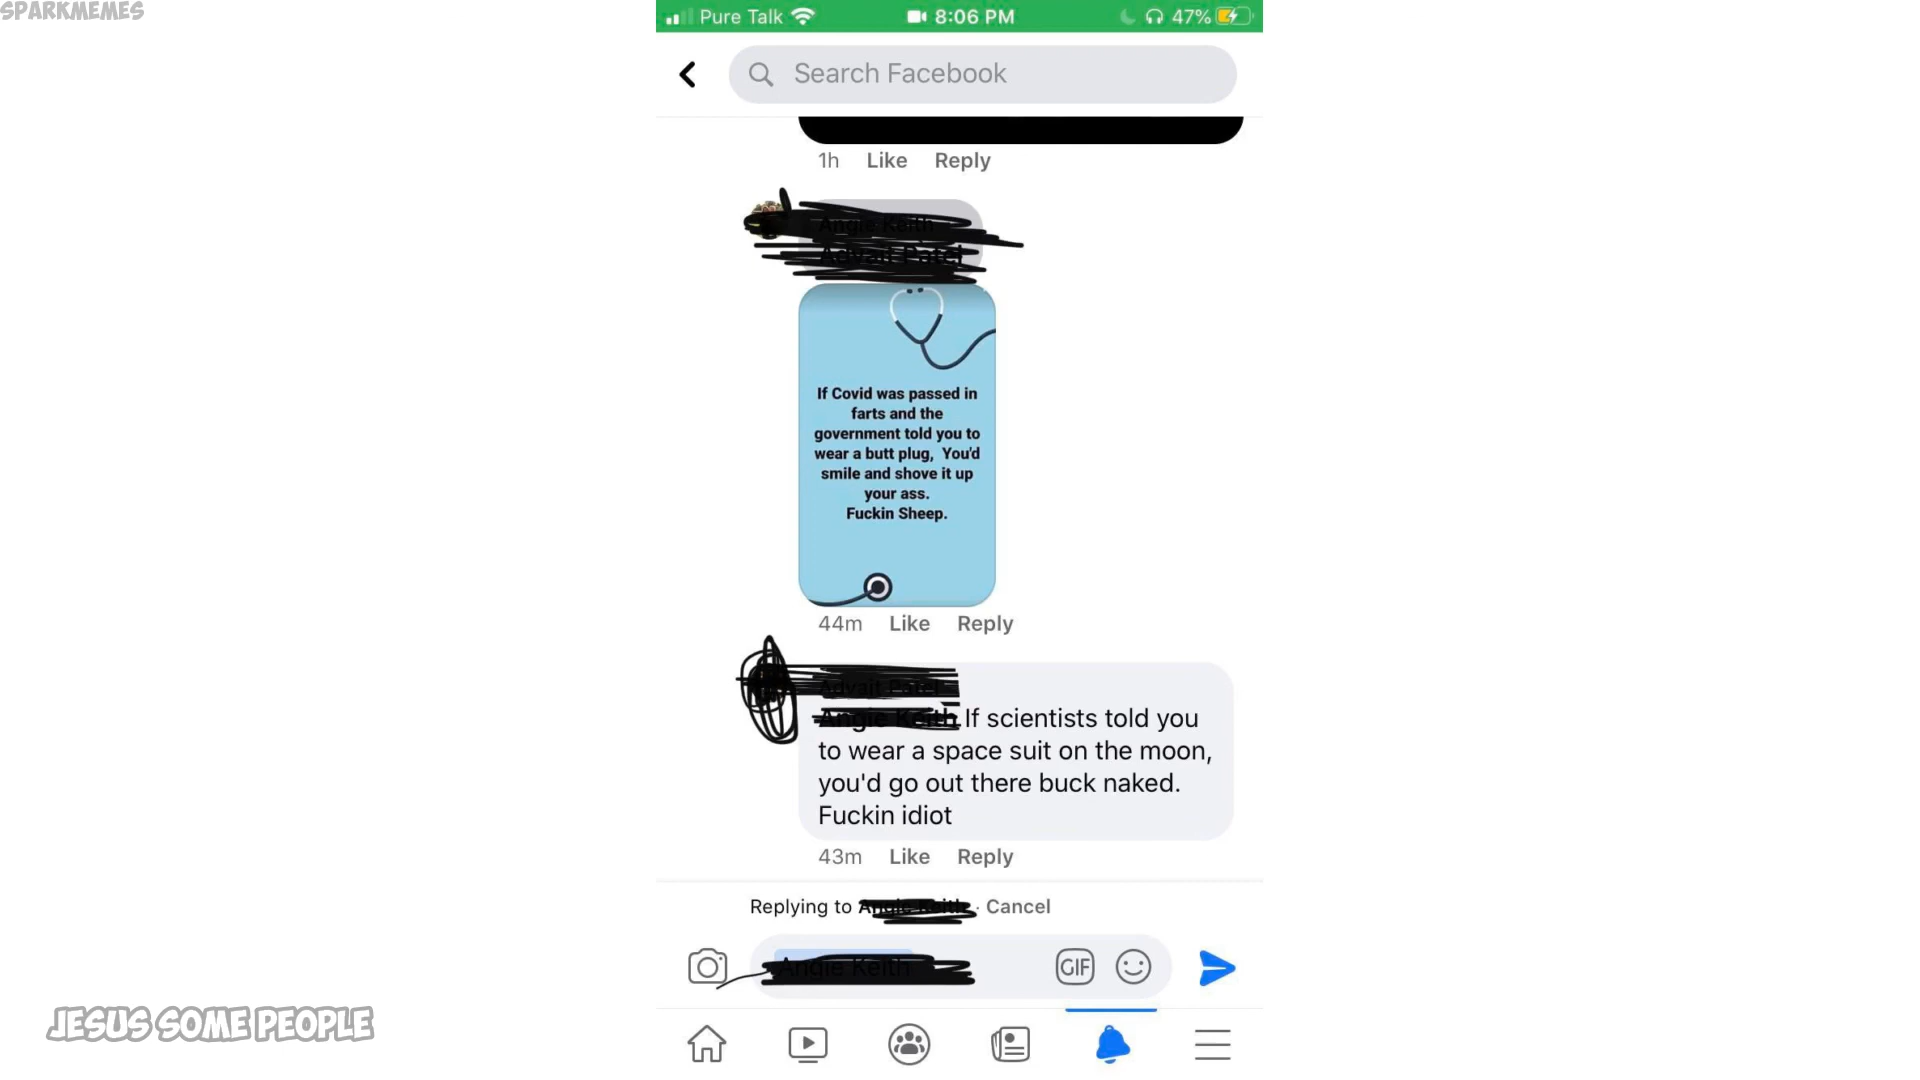 SPARKMEMES
Pure Talk 8:06 PM 47%
Search Facebook
1h Like Reply
If Covid was passed in
farts and the
government told you to
wear a butt plug, You'd
smile and shove it up
your ass.
Fuckin Sheep.
44m Like Reply
If scientists told you
to wear a space suit on the moon,
you'd go out there buck naked.
Fuckin idiot
43m Like Reply
Replying to · Cancel
GIF
JESUS SOME PEOPLE